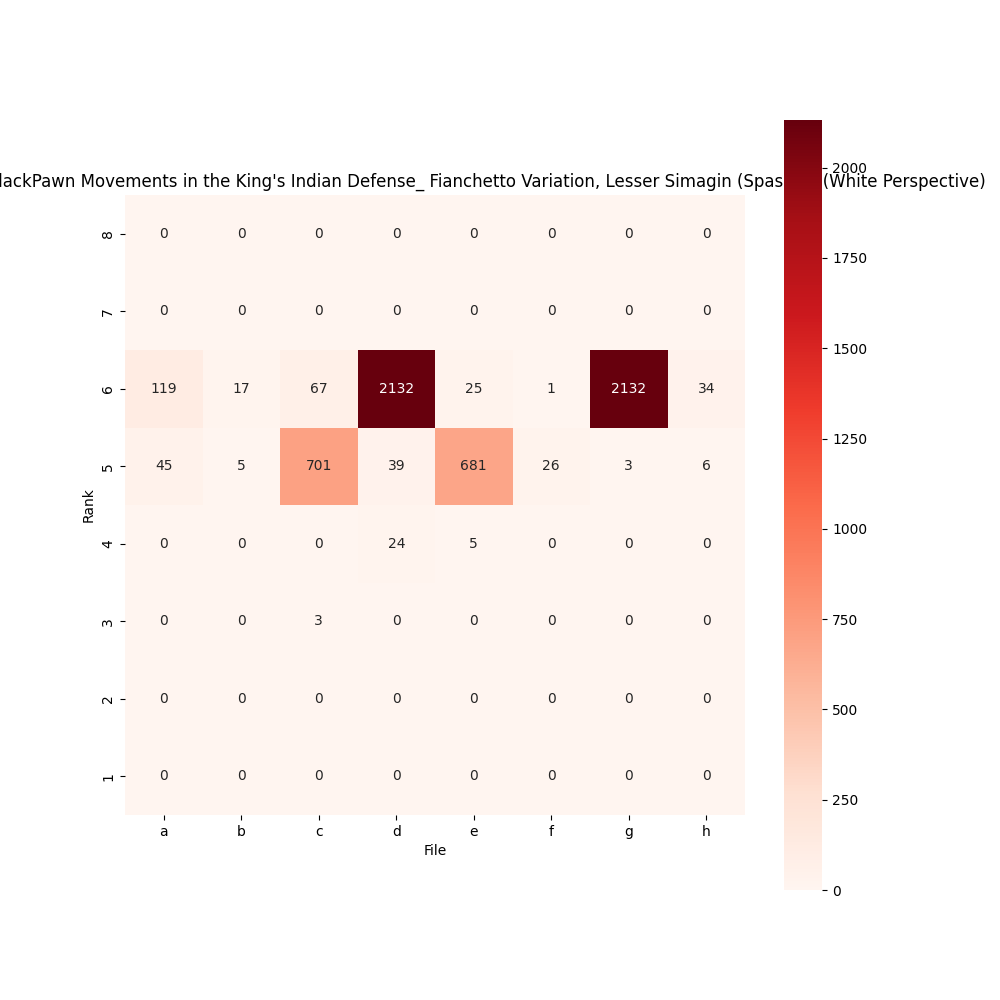 lackPawn Movements in the King's Indian Defense_ Fianchetto Variation, Lesser Simagin (Spas (White Perspective)
8 0 0 0 0 0 0 0 0
7 0 0 0 0 0 0 0 0
6 119 17 67 2132 25 1 2132 34
5 45 5 701 39 681 26 3 6
4 0 0 0 24 5 0 0 0
3 0 0 3 0 0 0 0 0
2 0 0 0 0 0 0 0 0
1 0 0 0 0 0 0 0 0
Rank
a b c d e f g h
File
2000
1750
1500
1250
1000
750
500
250
0